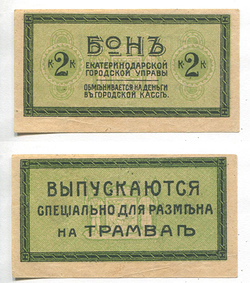 БОНЪ
К 2 К К 2 К
ЕКАТЕРИНОДАРСКОЙ
ГОРОДСКОЙ УПРАВЫ
ОБМѢНИВАЕТСЯ НА ДЕНЬГИ
ВЪ ГОРОДСКОЙ КАССѢ.
ВЫПУСКАЮТСЯ
СПЕЦІАЛЬНО ДЛЯ РАЗМѢНА
НА ТРАМВАѢ